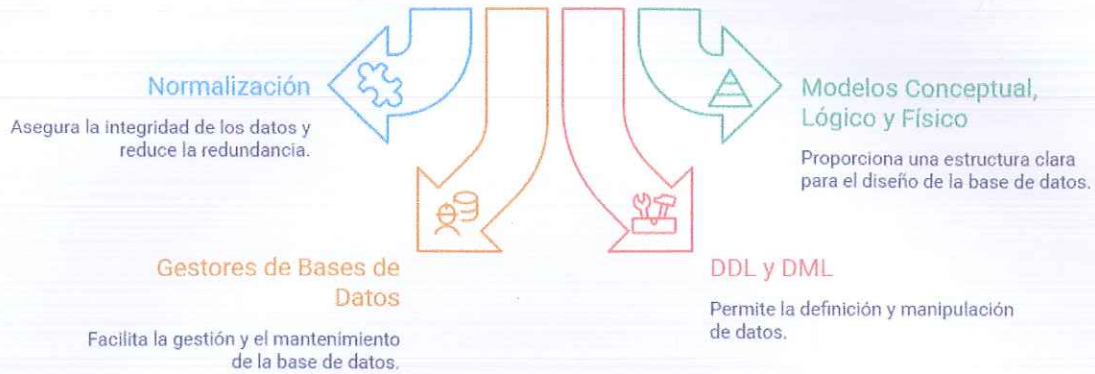 Normalización
Asegura la integridad de los datos y
reduce la redundancia.
Modelos Conceptual,
Lógico y Físico
Proporciona una estructura clara
para el diseño de la base de datos.
Gestores de Bases de
Datos
Facilita la gestión y el mantenimiento
de la base de datos.
DDL y DML
Permite la definición y manipulación
de datos.